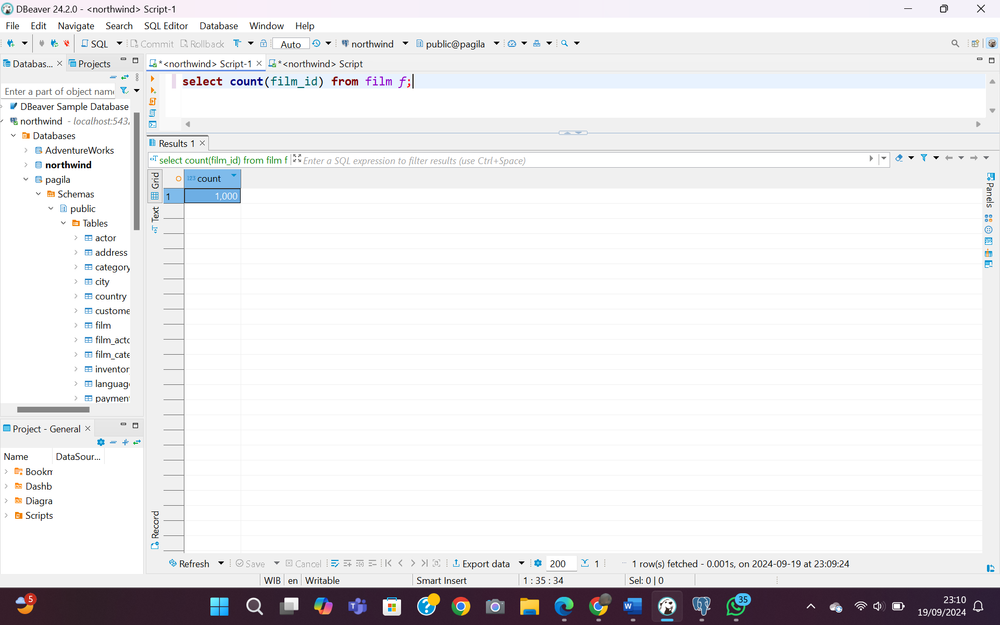 DBeaver 24.2.0 - <northwind> Script-1
File Edit Navigate Search SQL Editor Database Window Help
SQL Commit Rollback Auto northwind public@pagila
Databas... Projects
*<northwind> Script-1 *<northwind> Script
select count(film_id) from film f;
Enter a part of object name
DBeaver Sample Database
northwind - localhost:543
Databases
AdventureWorks
northwind
pagila
Schemas
public
Tables
actor
address
category
city
country
custome
film
film_acto
film_cate
inventor
languag
payment
Results 1
select count(film_id) from film f Enter a SQL expression to filter results (use Ctrl+Space)
Grid
Text
Record
123 count
1 1,000
Panels
Project - General
Name DataSour...
Bookm
Dashb
Diagra
Scripts
Refresh Save Cancel Export data 200 1 1 row(s) fetched - 0.001s, on 2024-09-19 at 23:09:24
WIB en Writable Smart Insert 1 : 35 : 34 Sel: 0 | 0
5
35
23:10
19/09/2024